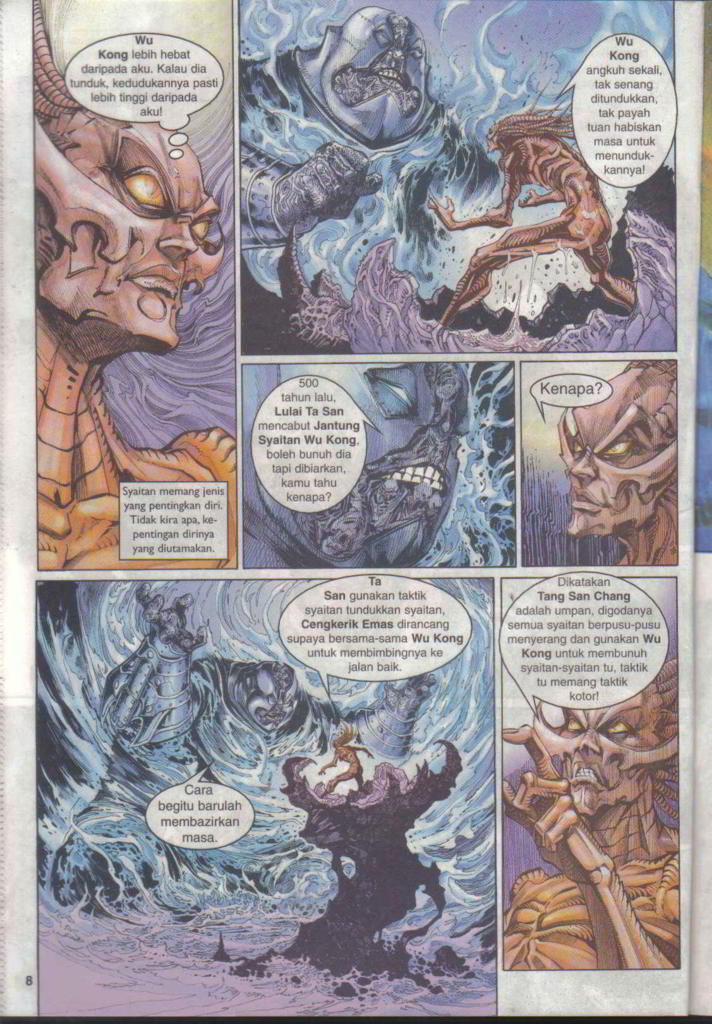 Wu
Kong lebih hebat
daripada aku. Kalau dia
tunduk, kedudukannya pasti
lebih tinggi daripada
aku!
Syaitan memang jenis
yang pentingkan diri.
Tidak kira apa, ke-
pentingan dirinya
yang diutamakan.
Wu
Kong
angkuh sekali,
tak senang
ditundukkan,
tak payah
tuan habiskan
masa untuk
menunduk-
kannya!
500
tahun lalu,
Lulai Ta San
mencabut Jantung
Syaitan Wu Kong,
boleh bunuh dia
tapi dibiarkan,
kamu tahu
kenapa?
Kenapa?
Ta
San gunakan taktik
syaitan tundukkan syaitan,
Cengkerik Emas dirancang
supaya bersama-sama Wu Kong
untuk membimbingnya ke
jalan baik.
Cara
begitu barulah
membazirkan
masa.
Dikatakan
Tang San Chang
adalah umpan, digodanya
semua syaitan berpusu-pusu
menyerang dan gunakan Wu
Kong untuk membunuh
syaitan-syaitan tu, taktik
tu memang taktik
kotor!
8